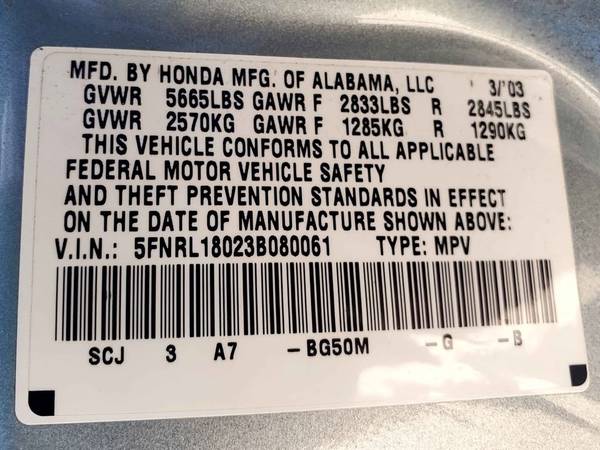 MFD. BY HONDA MFG. OF ALABAMA, LLC 3/'03
GVWR 5665LBS GAWR F 2833LBS R 2845LBS
GVWR 2570KG GAWR F 1285KG R 1290KG
THIS VEHICLE CONFORMS TO ALL APPLICABLE
FEDERAL MOTOR VEHICLE SAFETY
AND THEFT PREVENTION STANDARDS IN EFFECT
ON THE DATE OF MANUFACTURE SHOWN ABOVE:
V.I.N.: 5FNRL18023B080061 TYPE: MPV
SCJ 3 A7 -BG50M -G -B